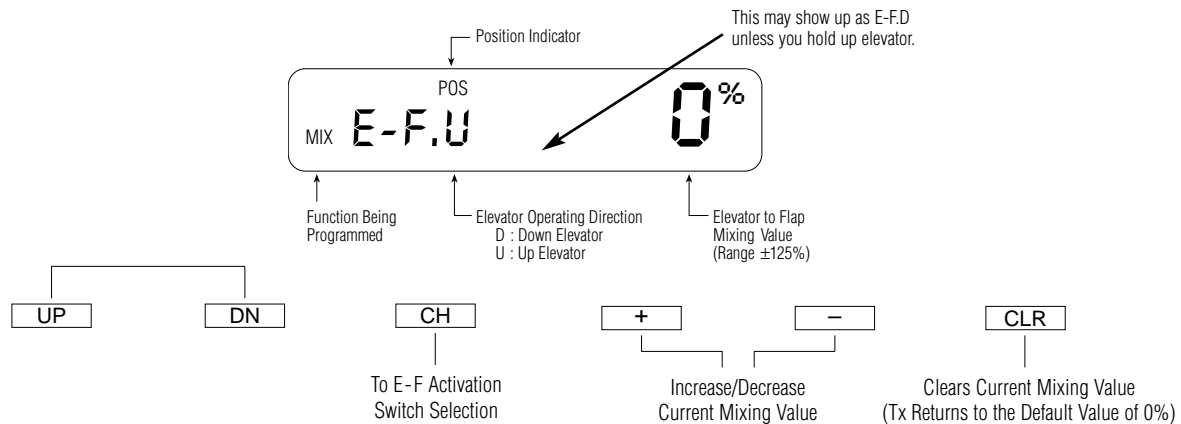 This may show up as E-F.D
unless you hold up elevator.
Position Indicator
POS
MIX E-F.U 0%
Function Being
Programmed
Elevator Operating Direction
D : Down Elevator
U : Up Elevator
Elevator to Flap
Mixing Value
(Range ±125%)
UP DN CH + – CLR
To E-F Activation
Switch Selection
Increase/Decrease
Current Mixing Value
Clears Current Mixing Value
(Tx Returns to the Default Value of 0%)